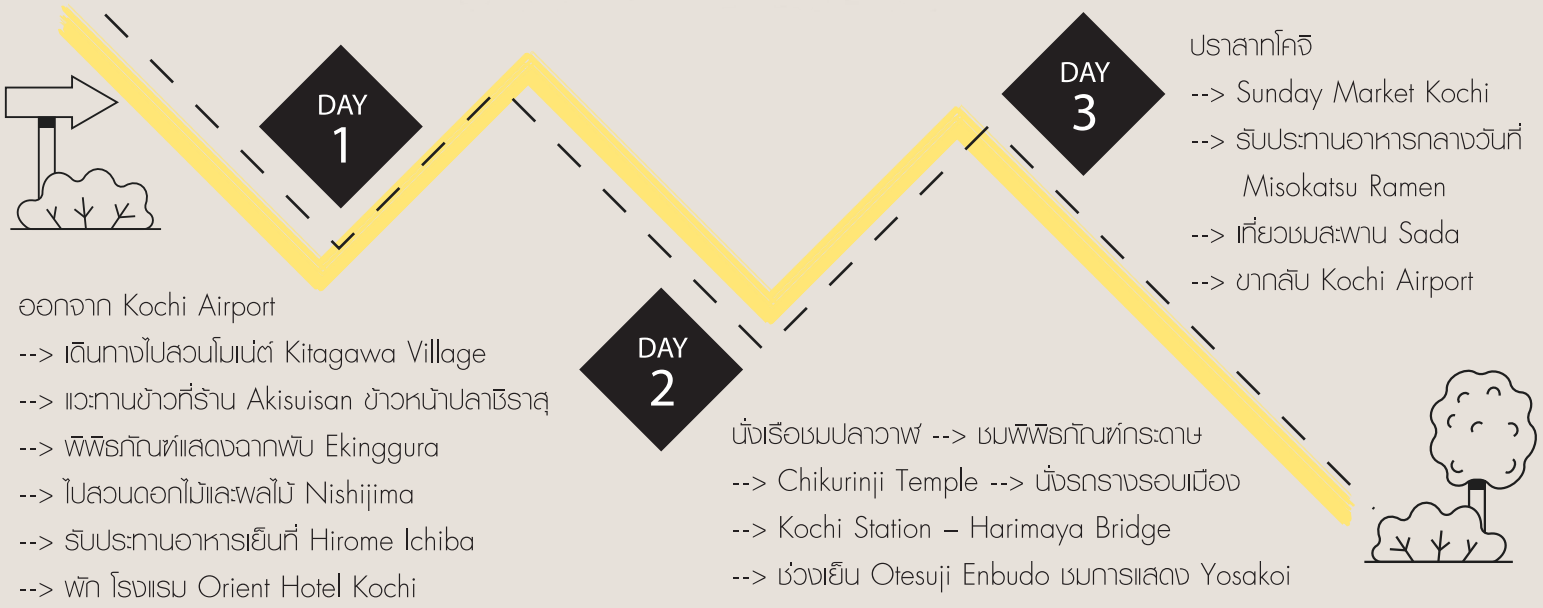 DAY
1
ออกจาก Kochi Airport
--> เดินทางไปสวนโมเน่ต์ Kitagawa Village
--> แวะทานข้าวที่ร้าน Akisuisan ข้าวหน้าปลาชิราสุ
--> พิพิธภัณฑ์แสดงฉากพับ Ekinggura
--> ไปสวนดอกไม้และผลไม้ Nishijima
--> รับประทานอาหารเย็นที่ Hirome Ichiba
--> พัก โรงแรม Orient Hotel Kochi
DAY
2
นั่งเรือชมปลาวาฬ --> ชมพิพิธภัณฑ์กระดาษ
--> Chikurinji Temple --> นั่งรถรางรอบเมือง
--> Kochi Station – Harimaya Bridge
--> ช่วงเย็น Otesuji Enbudo ชมการแสดง Yosakoi
DAY
3
ปราสาทโคจิ
--> Sunday Market Kochi
--> รับประทานอาหารกลางวันที่
Misokatsu Ramen
--> เที่ยวชมสะพาน Sada
--> ขากลับ Kochi Airport